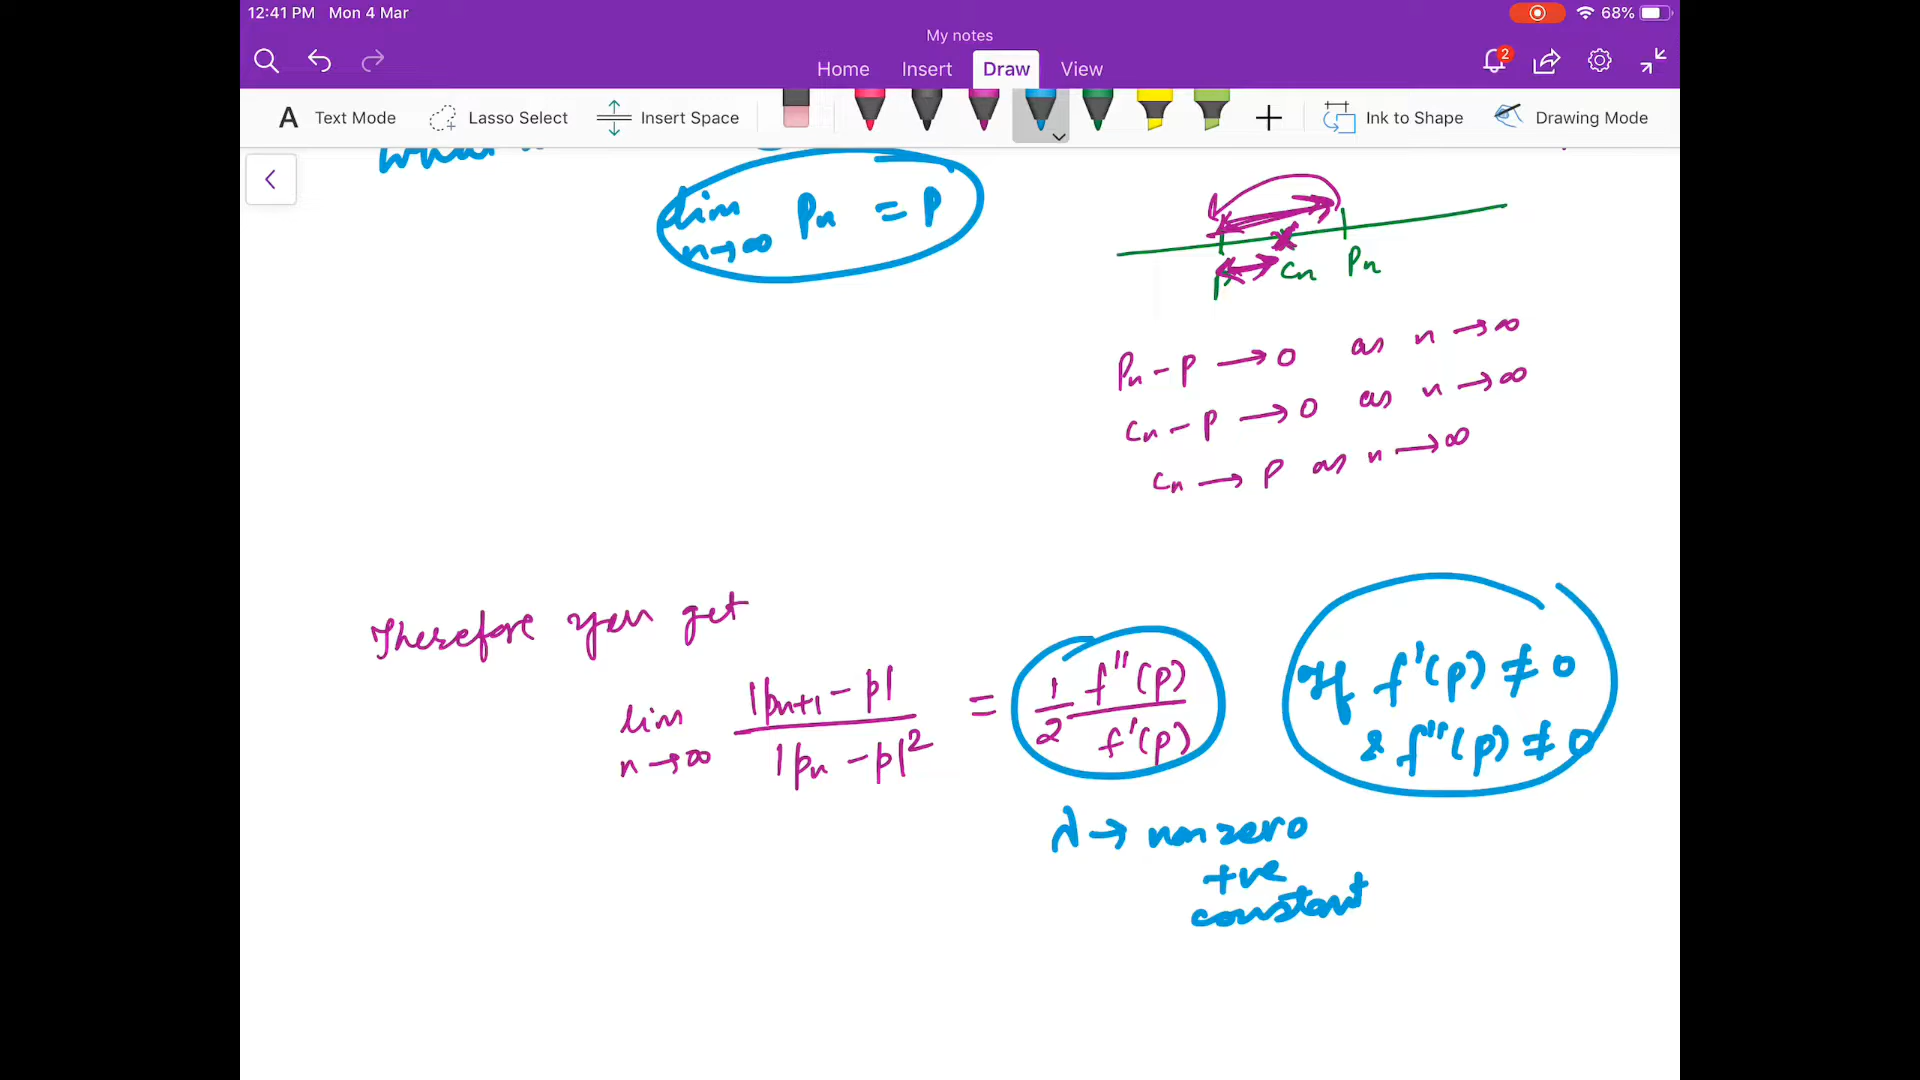 12:41 PM Mon 4 Mar
68%
My notes
2
Home Insert Draw View
A Text Mode Lasso Select Insert Space Ink to Shape Drawing Mode
lim n→∞ pₙ = p
p cₙ pₙ
pₙ - p → 0 as n → ∞
cₙ - p → 0 as n → ∞
cₙ → p as n → ∞
Therefore you get
lim n→∞ |pₙ₊₁ - p| / |pₙ - p|² = 1/2 f''(p) / f'(p)
If f'(p) ≠ 0
& f''(p) ≠ 0
λ → non zero
+ve
constant